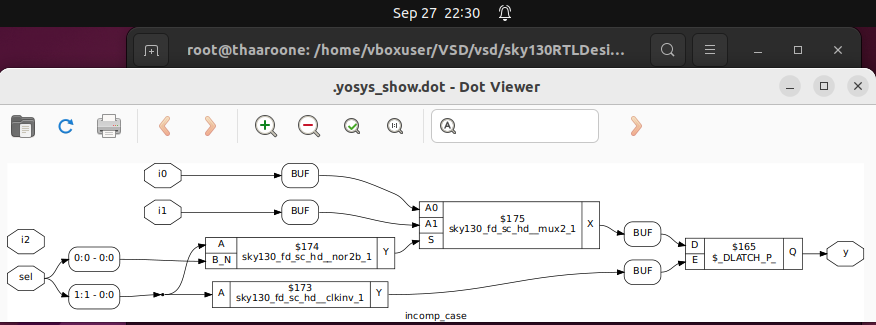 Sep 27 22:30
root@thaaroone: /home/vboxuser/VSD/vsd/sky130RTLDesi...
.yosys_show.dot - Dot Viewer
i0
BUF
i1
BUF
A0
A1
S
$175
sky130_fd_sc_hd__mux2_1
X
i2
sel
0:0 - 0:0
1:1 - 0:0
A
B_N
$174
sky130_fd_sc_hd__nor2b_1
Y
A
$173
sky130_fd_sc_hd__clkinv_1
Y
BUF
BUF
D
E
$165
$_DLATCH_P_
Q
y
incomp_case